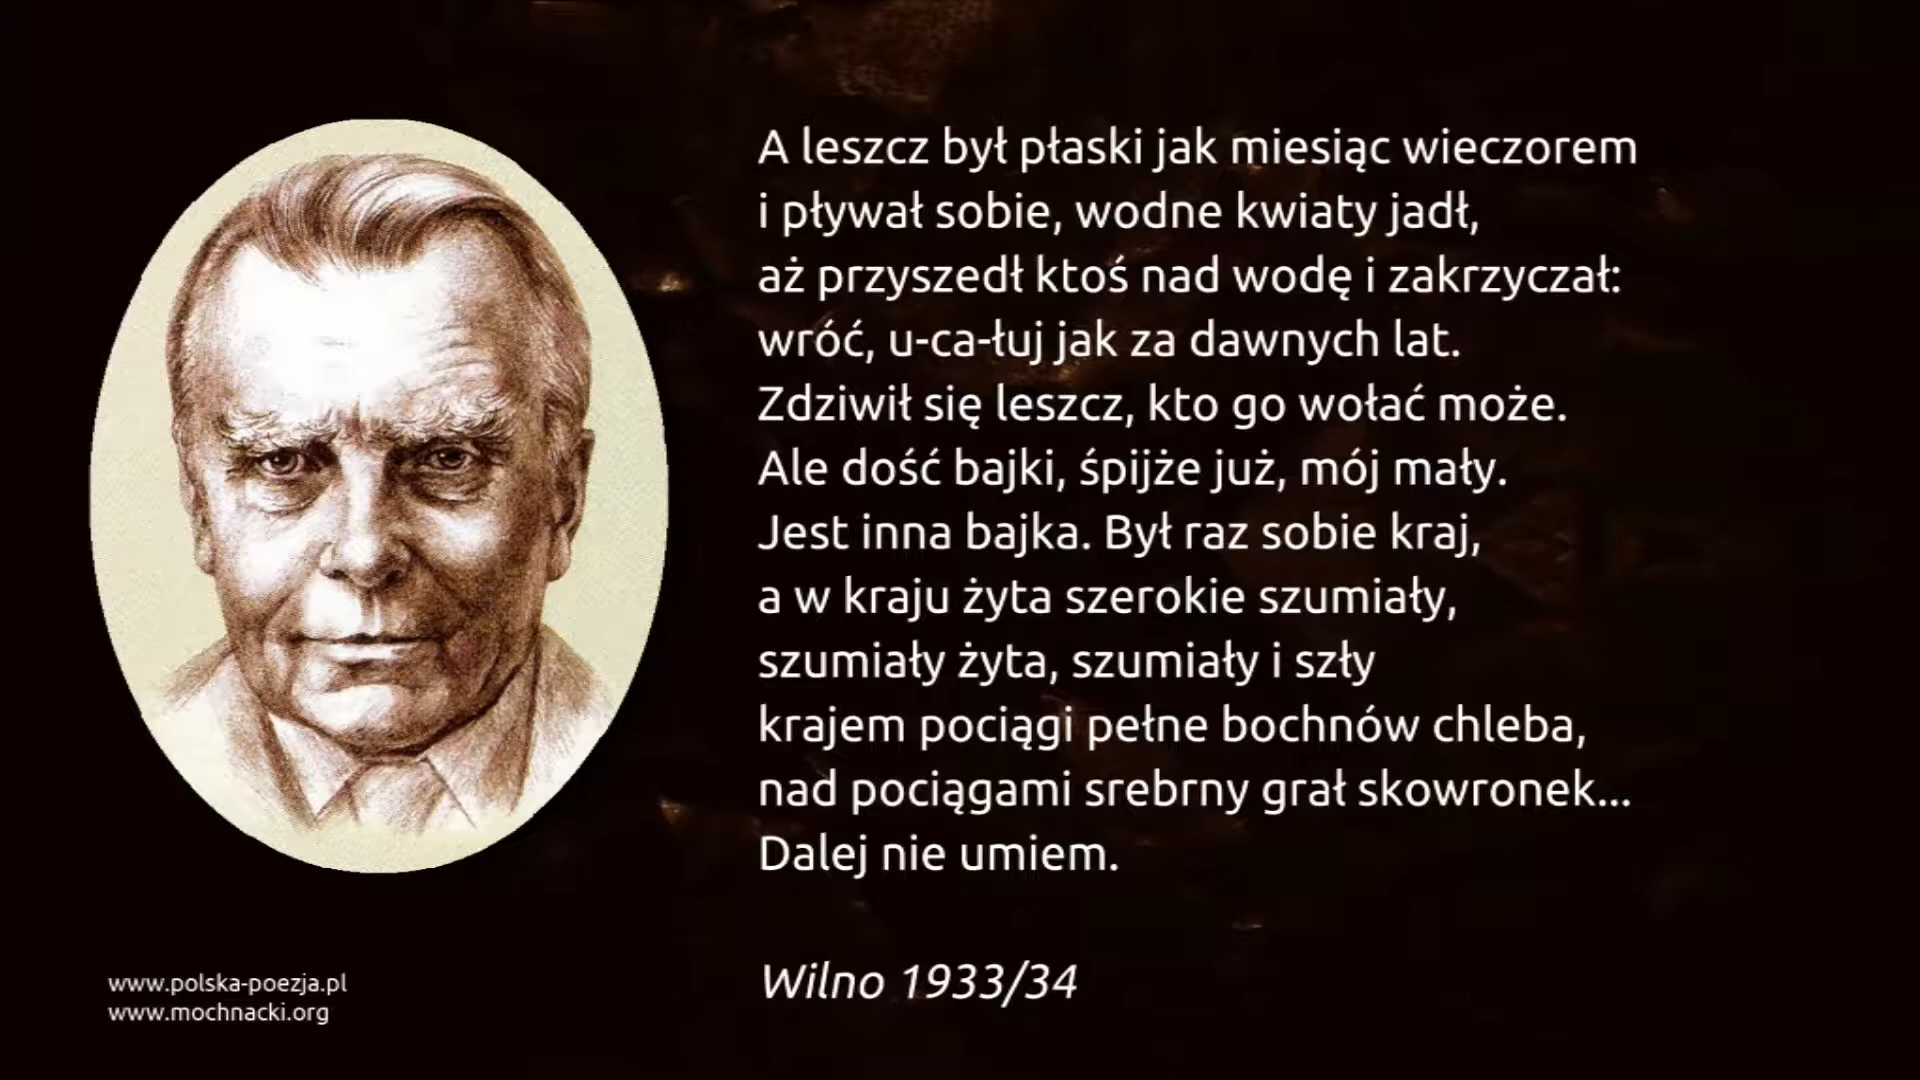 A leszcz był płaski jak miesiąc wieczorem
i pływał sobie, wodne kwiaty jadł,
aż przyszedł ktoś nad wodę i zakrzyczał:
wróć, u-ca-łuj jak za dawnych lat.
Zdziwił się leszcz, kto go wołać może.
Ale dość bajki, śpijże już, mój mały.
Jest inna bajka. Był raz sobie kraj,
a w kraju żyta szerokie szumiały,
szumiały żyta, szumiały i szły
krajem pociągi pełne bochnów chleba,
nad pociągami srebrny grał skowronek...
Dalej nie umiem.
Wilno 1933/34
www.polska-poezja.pl
www.mochnacki.org